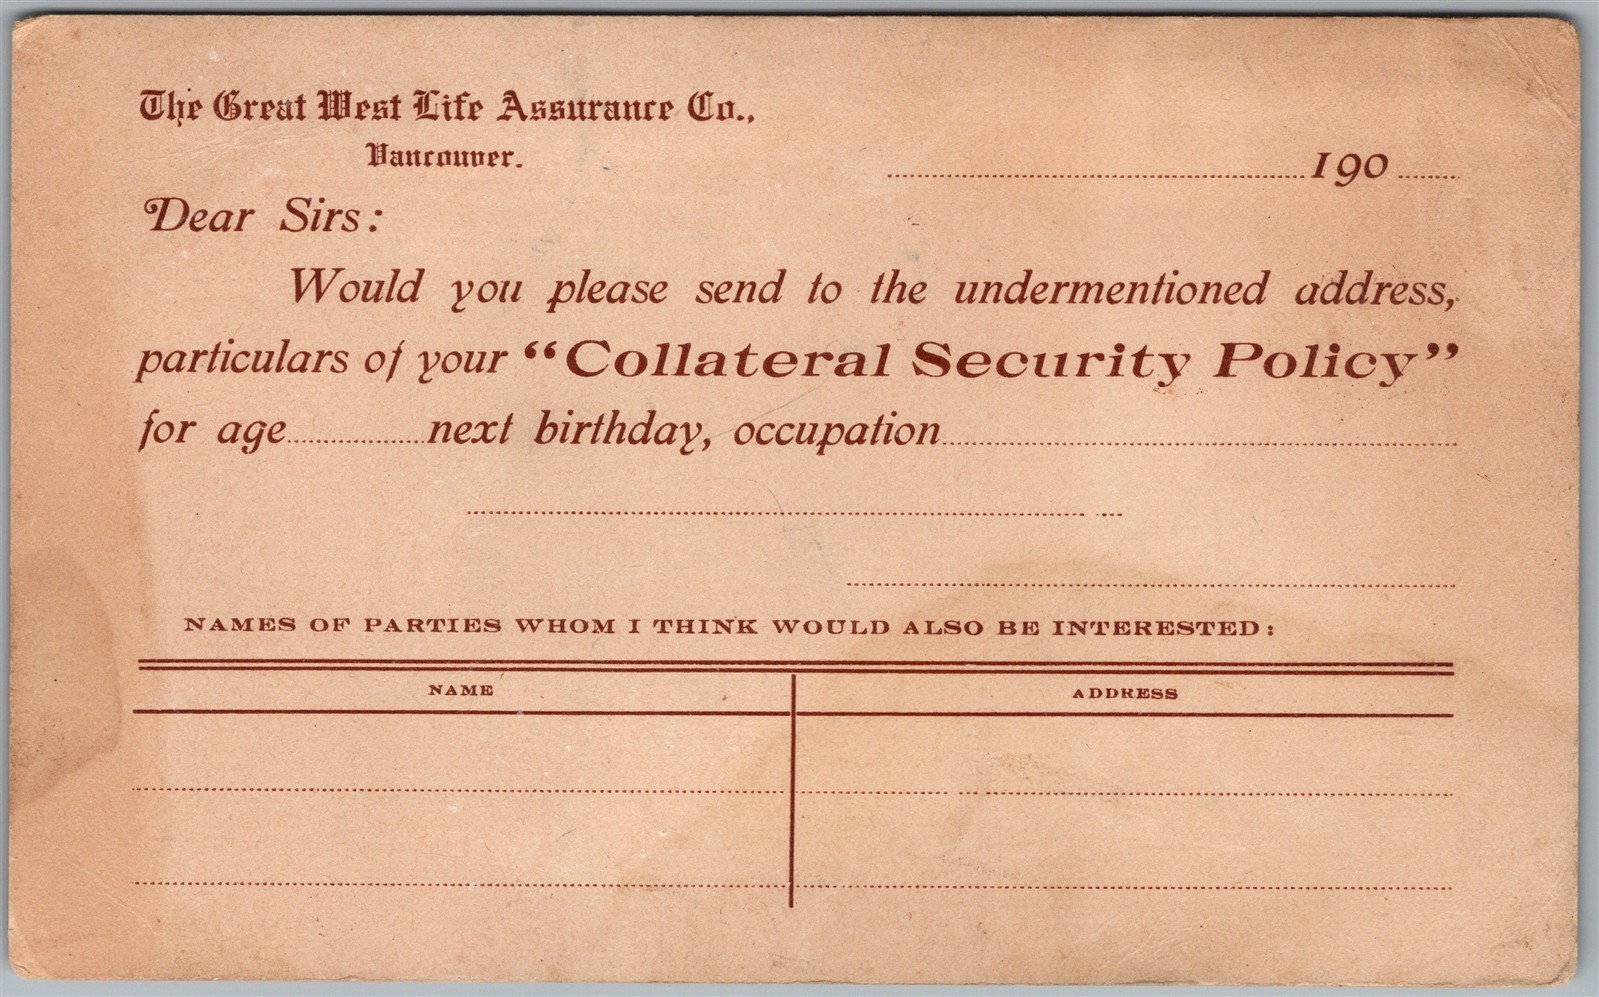 The Great West Life Assurance Co.,
Vancouver.
190
Dear Sirs:
Would you please send to the undermentioned address,
particulars of your “Collateral Security Policy”
for age next birthday, occupation
NAMES OF PARTIES WHOM I THINK WOULD ALSO BE INTERESTED:
NAME ADDRESS